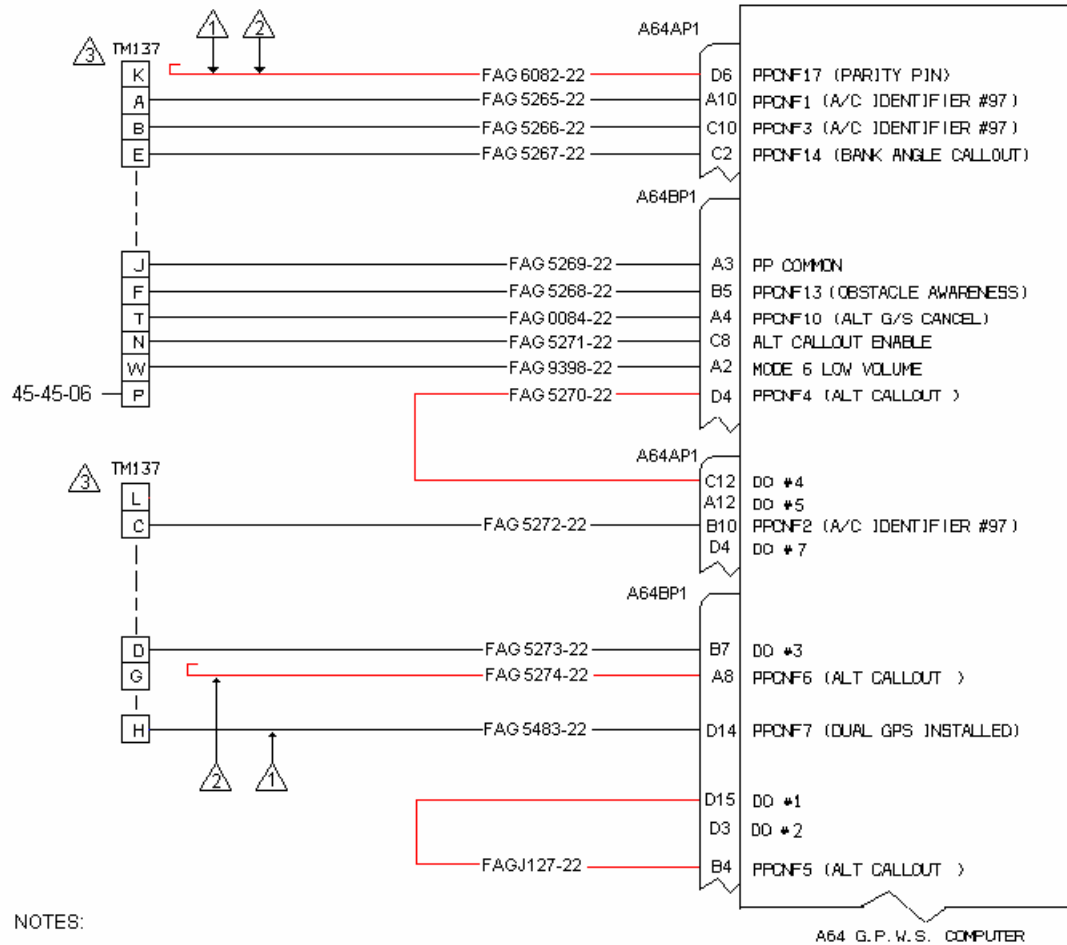 1 2
A64AP1
3 TM137
K FAG 6082-22 D6 PPCNF17 (PARITY PIN)
A FAG 5265-22 A10 PPCNF1 (A/C IDENTIFIER #97)
B FAG 5266-22 C10 PPCNF3 (A/C IDENTIFIER #97)
E FAG 5267-22 C2 PPCNF14 (BANK ANGLE CALLOUT)
A64BP1
J FAG 5269-22 A3 PP COMMON
F FAG 5268-22 B5 PPCNF13 (OBSTACLE AWARENESS)
T FAG 0084-22 A4 PPCNF10 (ALT G/S CANCEL)
N FAG 5271-22 C8 ALT CALLOUT ENABLE
W FAG 9398-22 A2 MODE 6 LOW VOLUME
45-45-06 P FAG 5270-22 D4 PPCNF4 (ALT CALLOUT )
A64AP1
3 TM137
C12 DO #4
L A12 DO #5
C FAG 5272-22 B10 PPCNF2 (A/C IDENTIFIER #97)
D4 DO #7
A64BP1
D FAG 5273-22 B7 DO #3
G FAG 5274-22 A8 PPCNF6 (ALT CALLOUT )
H FAG 5483-22 D14 PPCNF7 (DUAL GPS INSTALLED)
2 1
D15 DO #1
D3 DO #2
FAGJ127-22 B4 PPCNF5 (ALT CALLOUT )
NOTES:
A64 G.P.W.S. COMPUTER